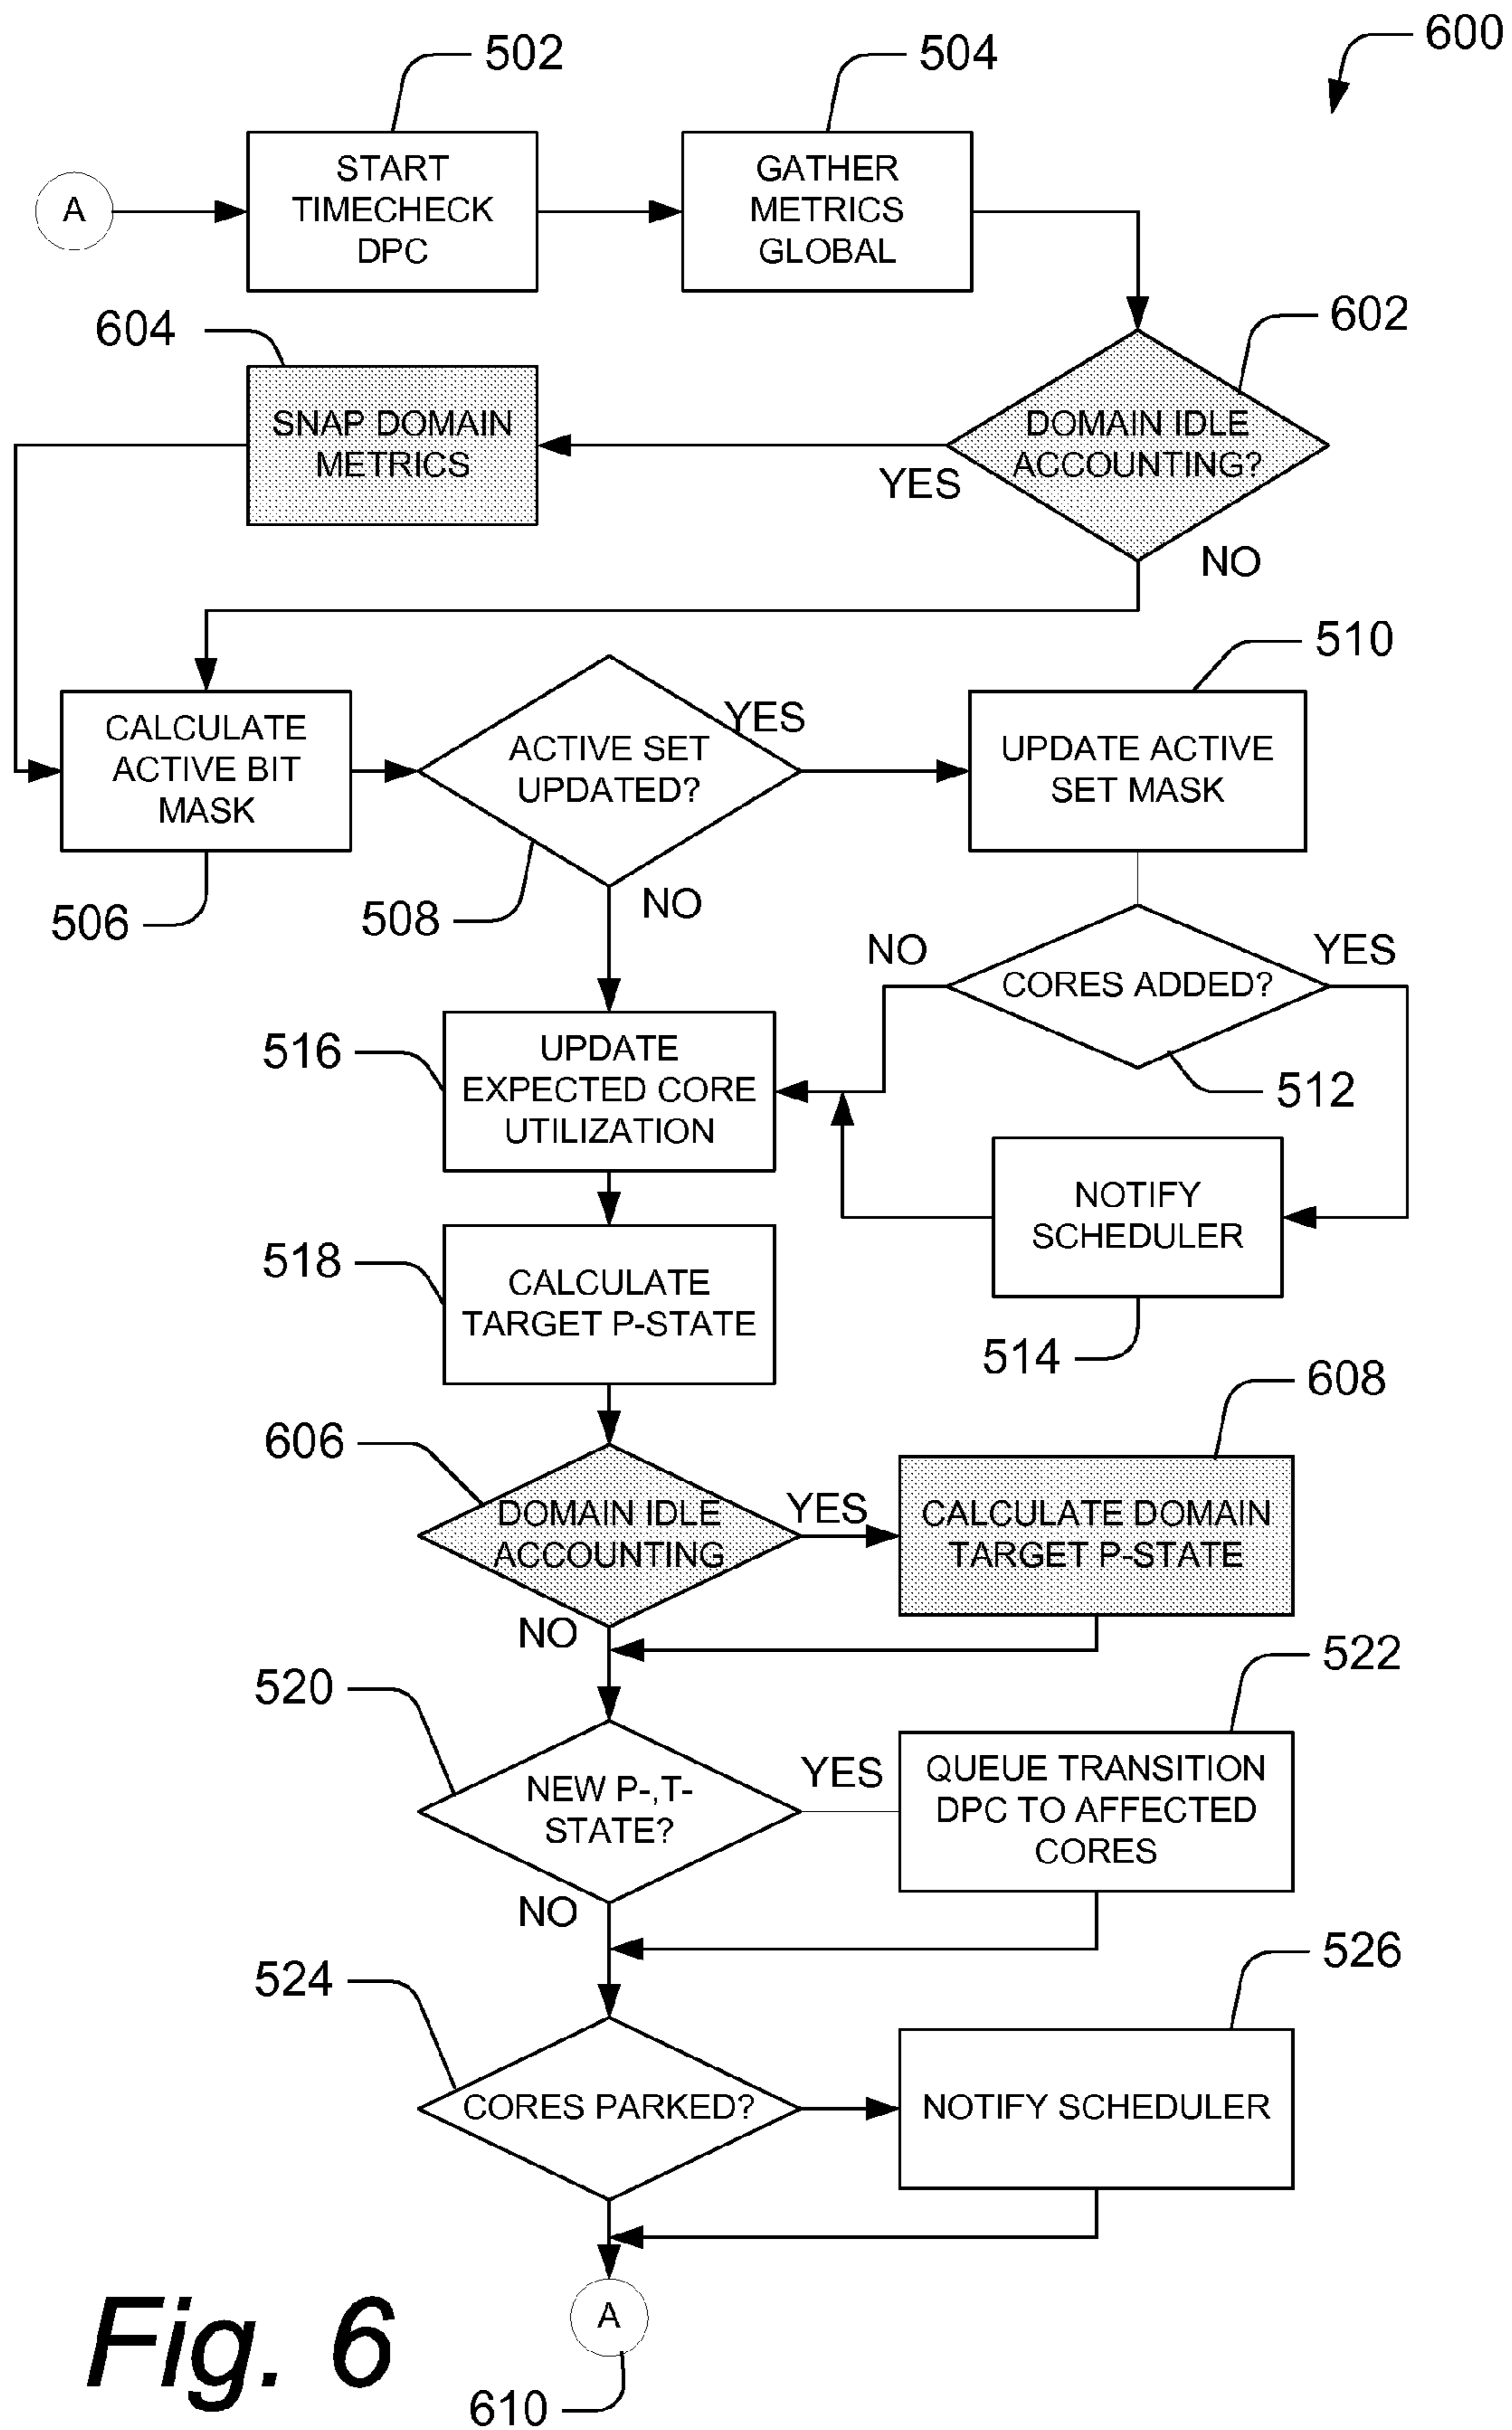 600
502
504
A
START
TIMECHECK
DPC
GATHER
METRICS
GLOBAL
604
602
SNAP DOMAIN
METRICS
DOMAIN IDLE
ACCOUNTING?
YES
NO
510
CALCULATE
ACTIVE BIT
MASK
ACTIVE SET
UPDATED?
YES
UPDATE ACTIVE
SET MASK
506
508
NO
NO
YES
CORES ADDED?
516
UPDATE
EXPECTED CORE
UTILIZATION
512
NOTIFY
SCHEDULER
518
CALCULATE
TARGET P-STATE
514
608
606
DOMAIN IDLE
ACCOUNTING
YES
CALCULATE DOMAIN
TARGET P-STATE
NO
522
520
NEW P-,T-
STATE?
YES
QUEUE TRANSITION
DPC TO AFFECTED
CORES
NO
526
524
CORES PARKED?
NOTIFY SCHEDULER
A
Fig. 6
610